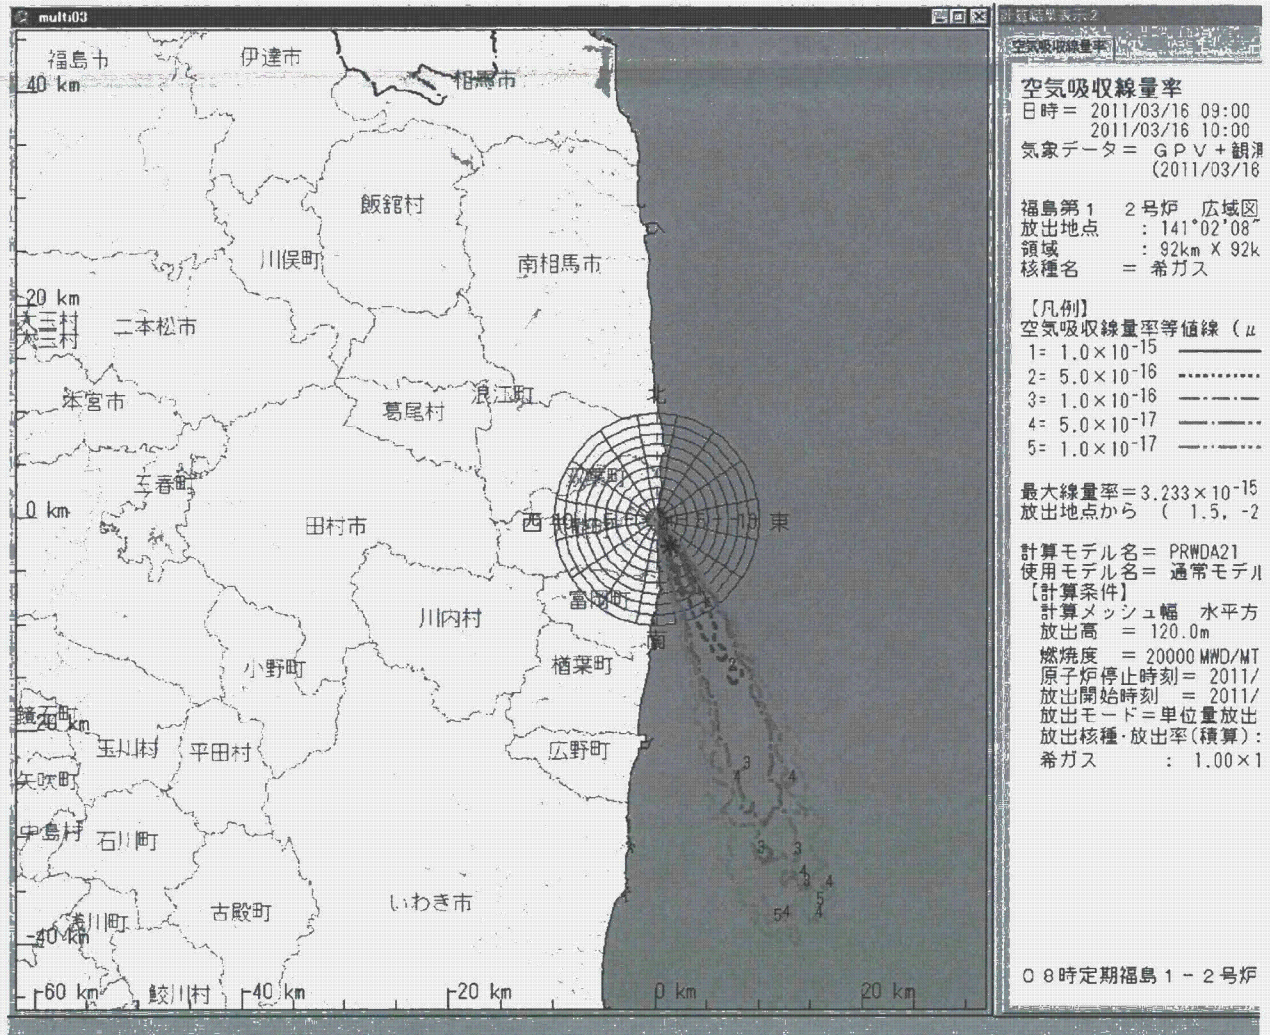 multi03
計算結果表示2
空気吸収線量率
福島市
伊達市
相馬市
40 km
飯舘村
川俣町
南相馬市
20 km
大玉村
二本松市
本宮市
葛尾村
浪江町
北
三春町
双葉町
0 km
田村市
西
東
富岡町
川内村
南
小野町
楢葉町
鏡石町
-20 km
玉川村
平田村
広野町
矢吹町
中島村
石川町
いわき市
古殿町
浅川町
-40 km
-60 km
鮫川村
-40 km
-20 km
0 km
20 km
空気吸収線量率
日時= 2011/03/16 09:00
2011/03/16 10:00
気象データ= GPV+観測
(2011/03/16
福島第1 2号炉 広域図
放出地点 : 141°02'08"
領域 : 92km X 92k
核種名 = 希ガス
【凡例】
空気吸収線量率等値線 (μ
1= 1.0×10⁻¹⁵
2= 5.0×10⁻¹⁶
3= 1.0×10⁻¹⁶
4= 5.0×10⁻¹⁷
5= 1.0×10⁻¹⁷
最大線量率=3.233×10⁻¹⁵
放出地点から ( 1.5, -2
計算モデル名= PRWDA21
使用モデル名= 通常モデル
【計算条件】
計算メッシュ幅 水平方
放出高 = 120.0m
燃焼度 = 20000MWD/MT
原子炉停止時刻= 2011/
放出開始時刻 = 2011/
放出モード=単位量放出
放出核種・放出率(積算):
希ガス : 1.00×1
08時定期福島1-2号炉